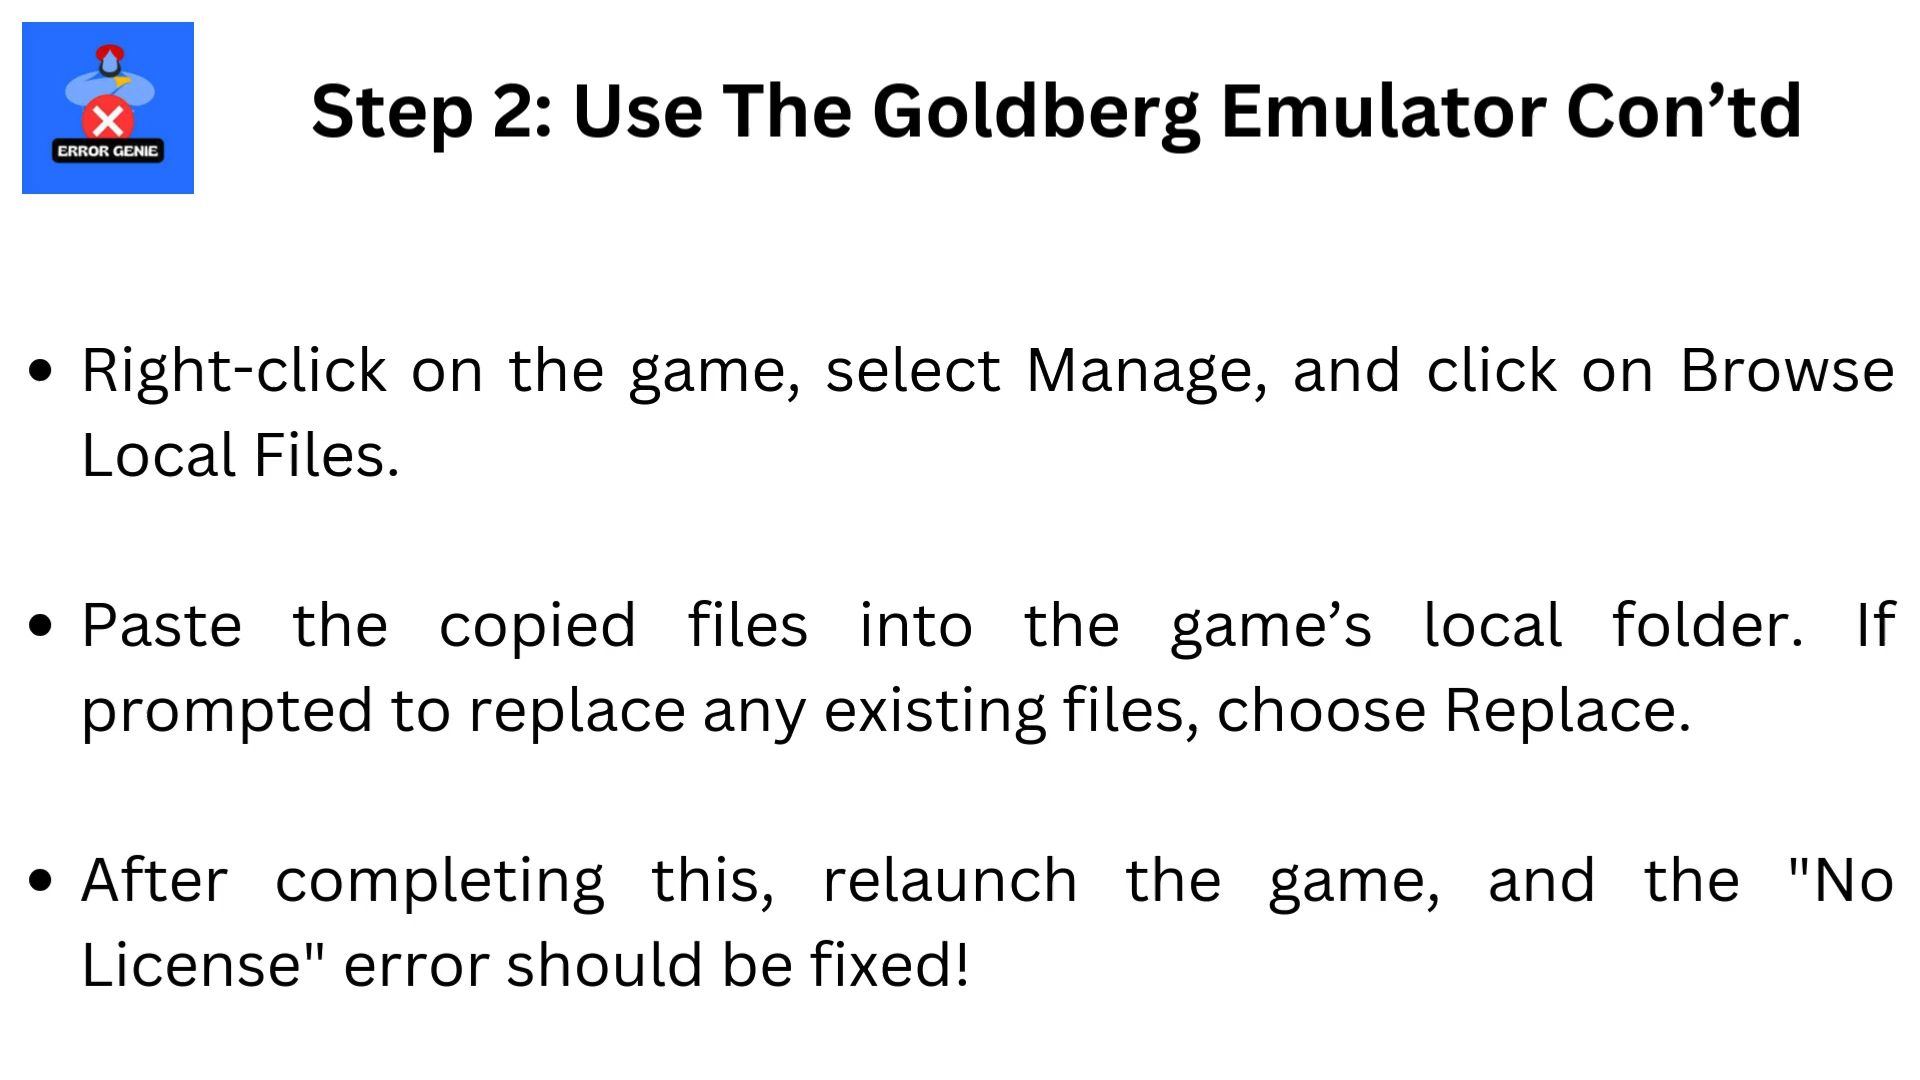 ERROR GENIE
Step 2: Use The Goldberg Emulator Con’td
• Right-click on the game, select Manage, and click on Browse
Local Files.
• Paste the copied files into the game’s local folder. If
prompted to replace any existing files, choose Replace.
• After completing this, relaunch the game, and the "No
License" error should be fixed!